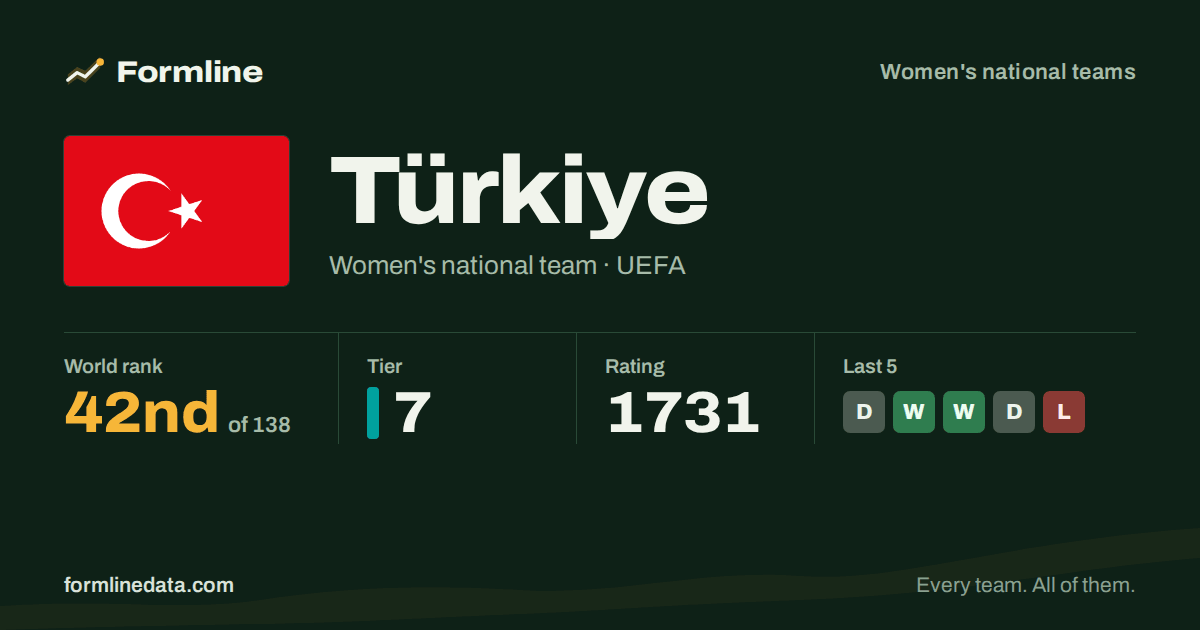 Formline
Women's national teams
Türkiye
Women's national team · UEFA
World rank
42nd of 138
Tier
7
Rating
1731
Last 5
D W W D L
formlinedata.com
Every team. All of them.